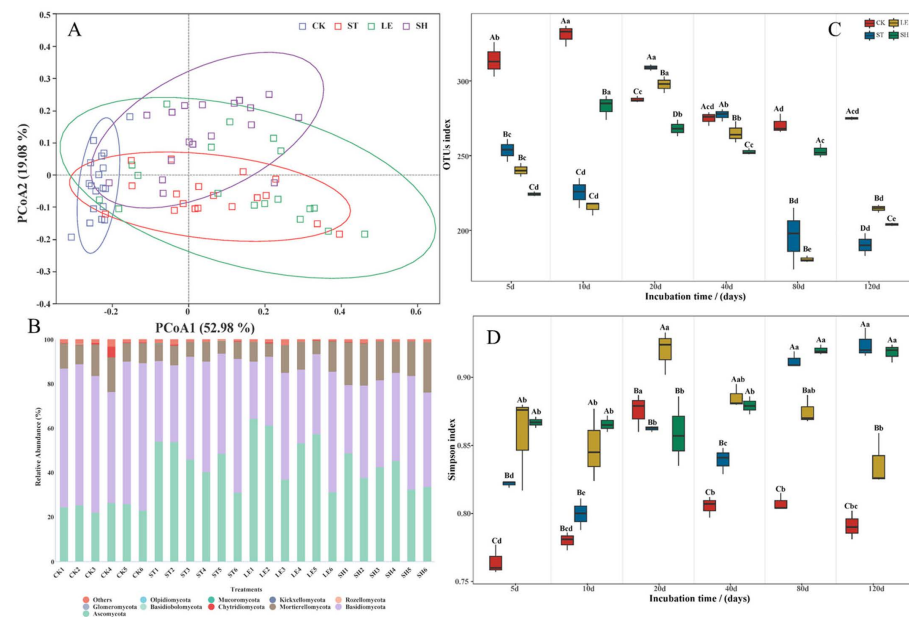 A
CK ST LE SH
0.5
0.4
0.3
0.2
0.1
0
-0.1
-0.2
-0.3
-0.4
PCoA2 (19.08 %)
-0.2 0 0.2 0.4 0.6
PCoA1 (52.98 %)
B
100
80
60
40
20
0
Relative Abundance (%)
CK1 CK2 CK3 CK4 CK5 CK6 ST1 ST2 ST3 ST4 ST5 ST6 LE1 LE2 LE3 LE4 LE5 LE6 SH1 SH2 SH3 SH4 SH5 SH6
Treatments
Others Olpidiomycota Mucoromycota Kickxellomycota Rozellomycota
Glomeromycota Basidiobolomycota Chytridiomycota Mortierellomycota Basidiomycota
Ascomycota
C
CK LE
ST SH
OTUs index
300
250
200
Ab Bc Bc Cd
Aa Cd Cd Ba
Cc Aa Ba Db
Acd Ab Bb Cc
Ad Be Ac
Acd Dd Bd Ce
5d 10d 20d 40d 80d 120d
Incubation time / (days)
D
CK LE
ST SH
Simpson index
0.90
0.85
0.80
0.75
Cd Bd Ab Ab
Bcd Be Ab Ab
Ba Bb Aa Bb
Cb Bc Aab Ab
Cb Aa Bab Aa
Cbc Aa Bb Aa
5d 10d 20d 40d 80d 120d
Incubation time / (days)